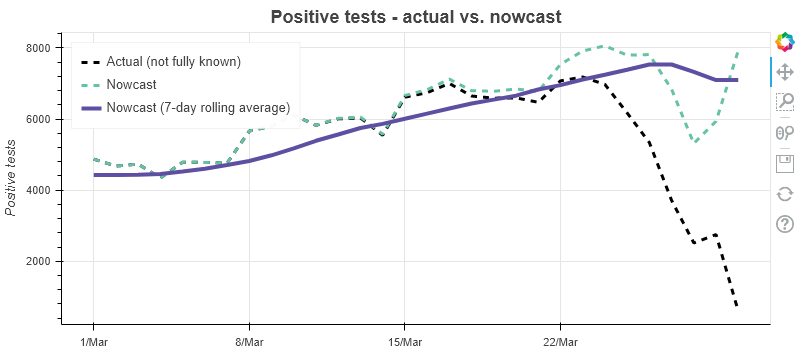 Positive tests - actual vs. nowcast
8000
6000
4000
2000
Positive tests
Actual (not fully known)
Nowcast
Nowcast (7-day rolling average)
1/Mar
8/Mar
15/Mar
22/Mar